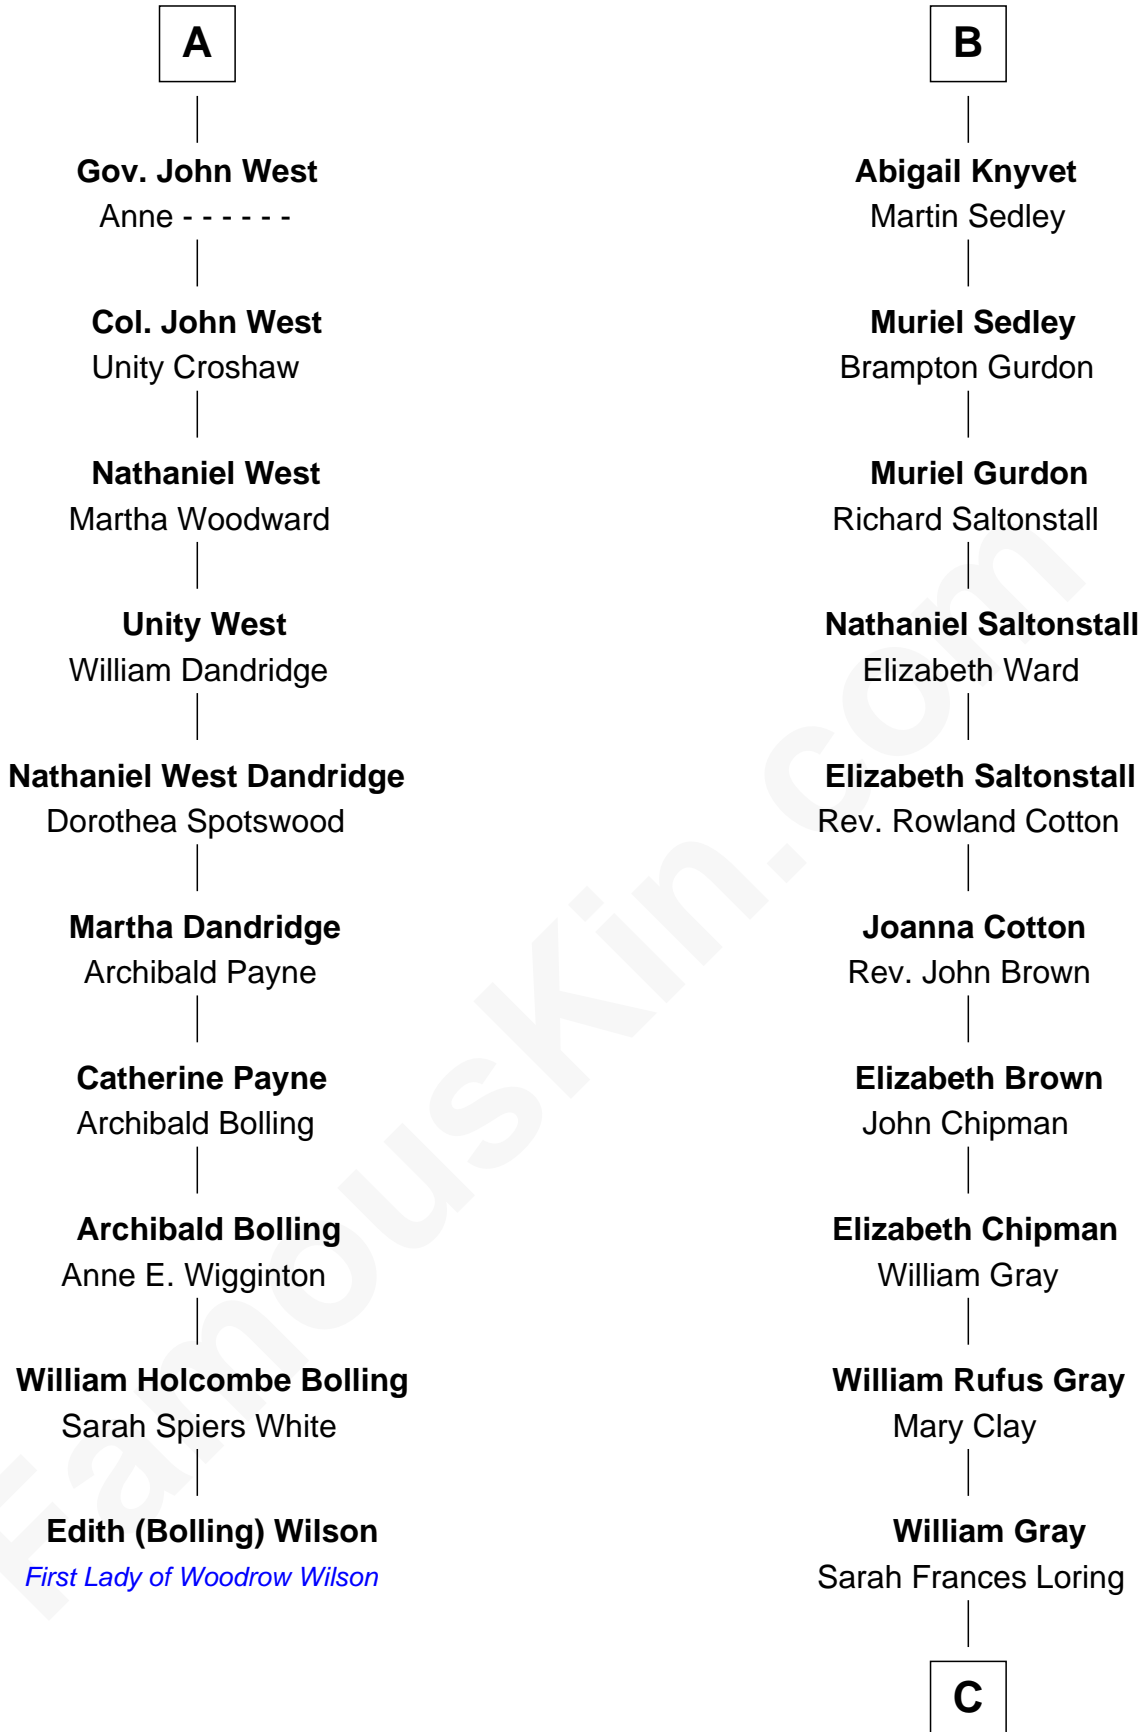 A
Gov. John West
Anne - - - - - -
Col. John West
Unity Croshaw
Nathaniel West
Martha Woodward
Unity West
William Dandridge
Nathaniel West Dandridge
Dorothea Spotswood
Martha Dandridge
Archibald Payne
Catherine Payne
Archibald Bolling
Archibald Bolling
Anne E. Wigginton
William Holcombe Bolling
Sarah Spiers White
Edith (Bolling) Wilson
First Lady of Woodrow Wilson
B
Abigail Knyvet
Martin Sedley
Muriel Sedley
Brampton Gurdon
Muriel Gurdon
Richard Saltonstall
Nathaniel Saltonstall
Elizabeth Ward
Elizabeth Saltonstall
Rev. Rowland Cotton
Joanna Cotton
Rev. John Brown
Elizabeth Brown
John Chipman
Elizabeth Chipman
William Gray
William Rufus Gray
Mary Clay
William Gray
Sarah Frances Loring
C
FamousKin.com